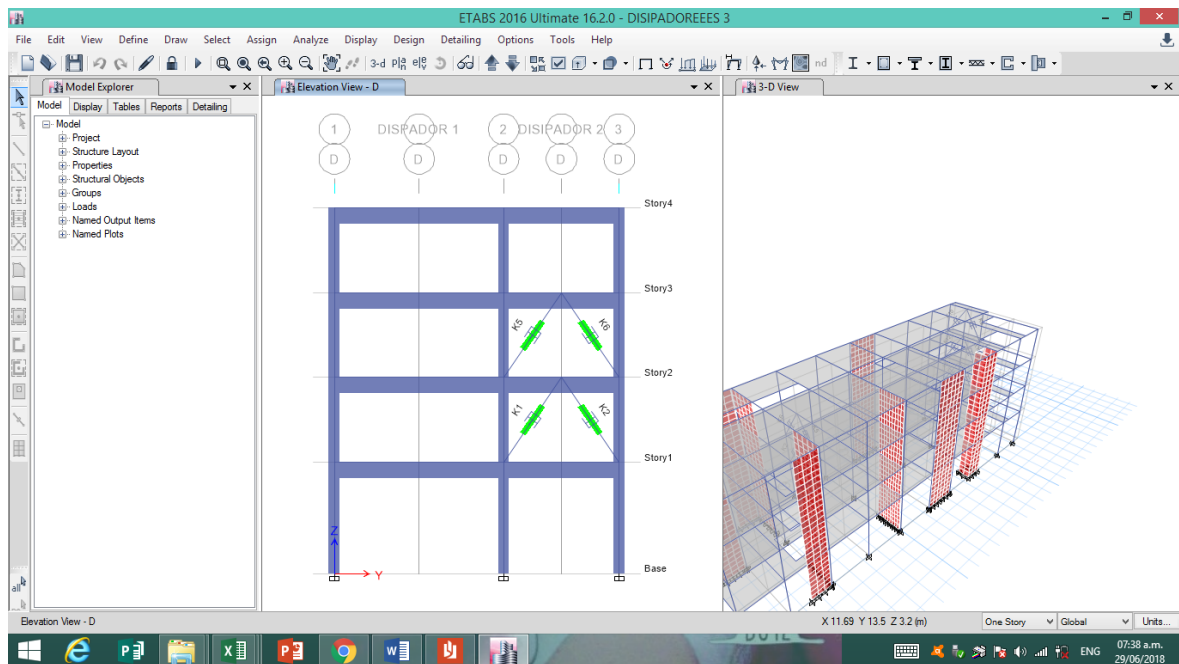 ETABS 2016 Ultimate 16.2.0 - DISIPADOREEES 3
File Edit View Define Draw Select Assign Analyze Display Design Detailing Options Tools Help
3-d nd
Model Explorer
Model Display Tables Reports Detailing
Model
Project
Structure Layout
Properties
Structural Objects
Groups
Loads
Named Output Items
Named Plots
all
Elevation View - D
1 DISPADOR 1 2 DISIPADOR 2 3
D D D D D
Story4
Story3
K5 K6
Story2
K1 K2
Story1
Z
Y
Base
3-D View
Elevation View - D
X 11.69 Y 13.5 Z 3.2 (m)
One Story
Global
Units...
ENG
07:38 a.m.
29/06/2018